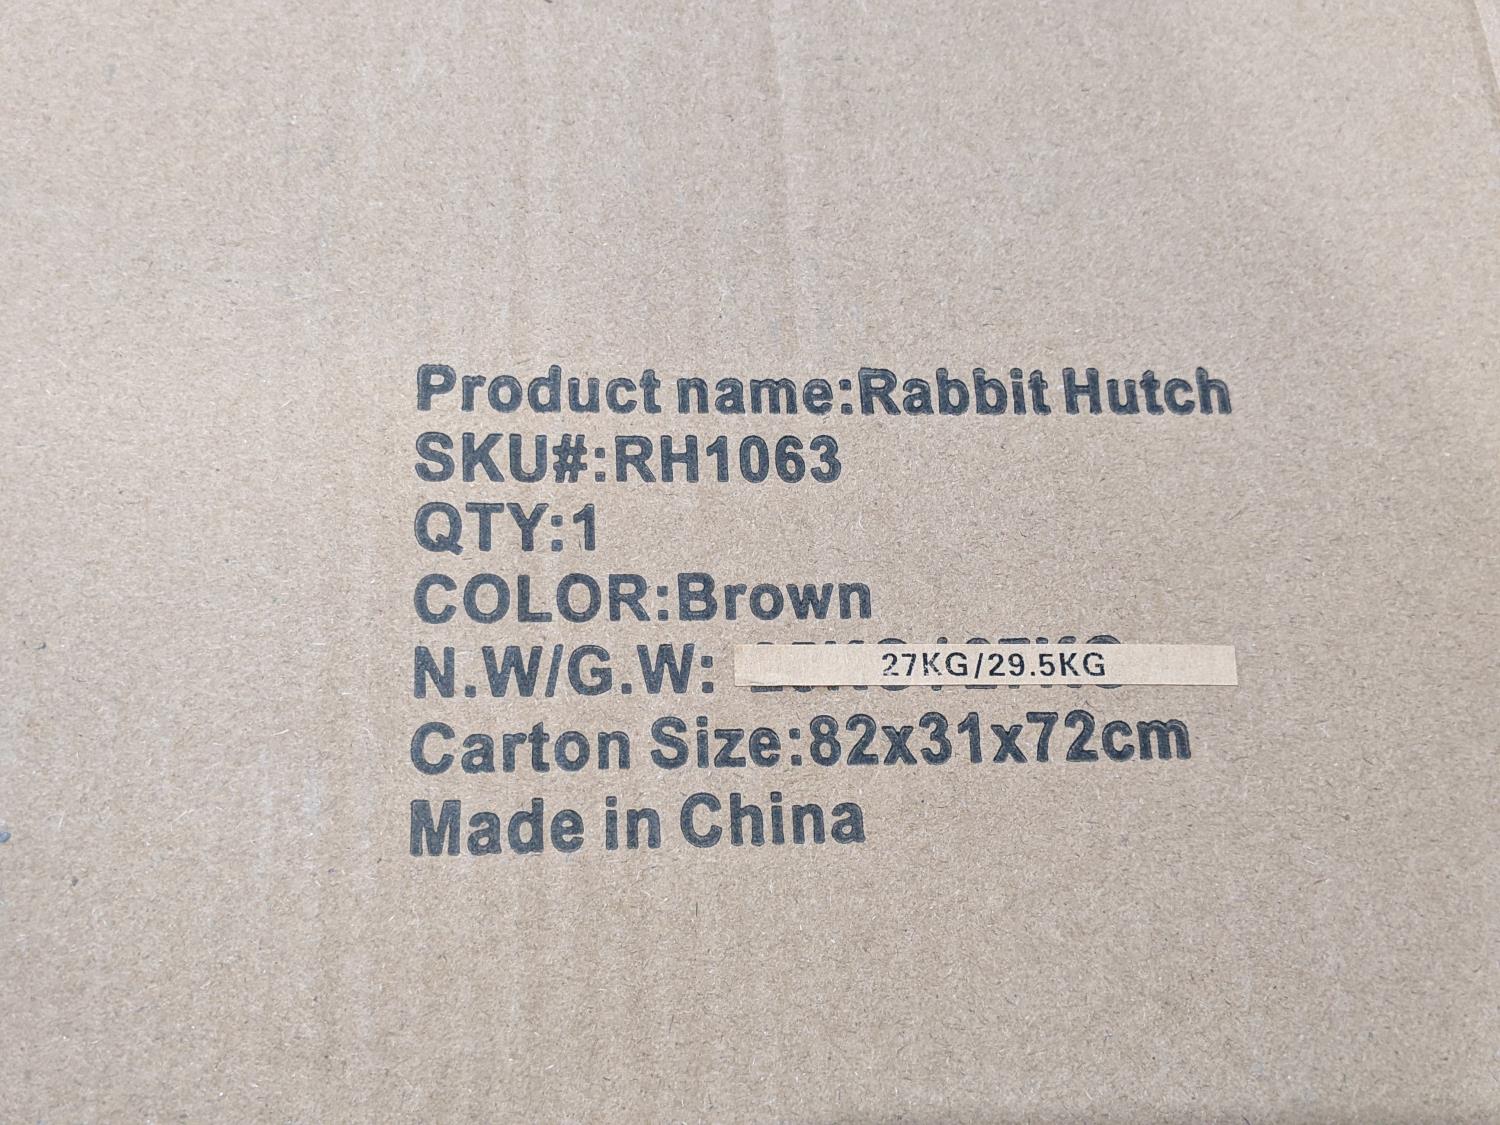 Product name:Rabbit Hutch
SKU#:RH1063
QTY:1
COLOR:Brown
N.W/G.W: 27KG/29.5KG
Carton Size:82x31x72cm
Made in China